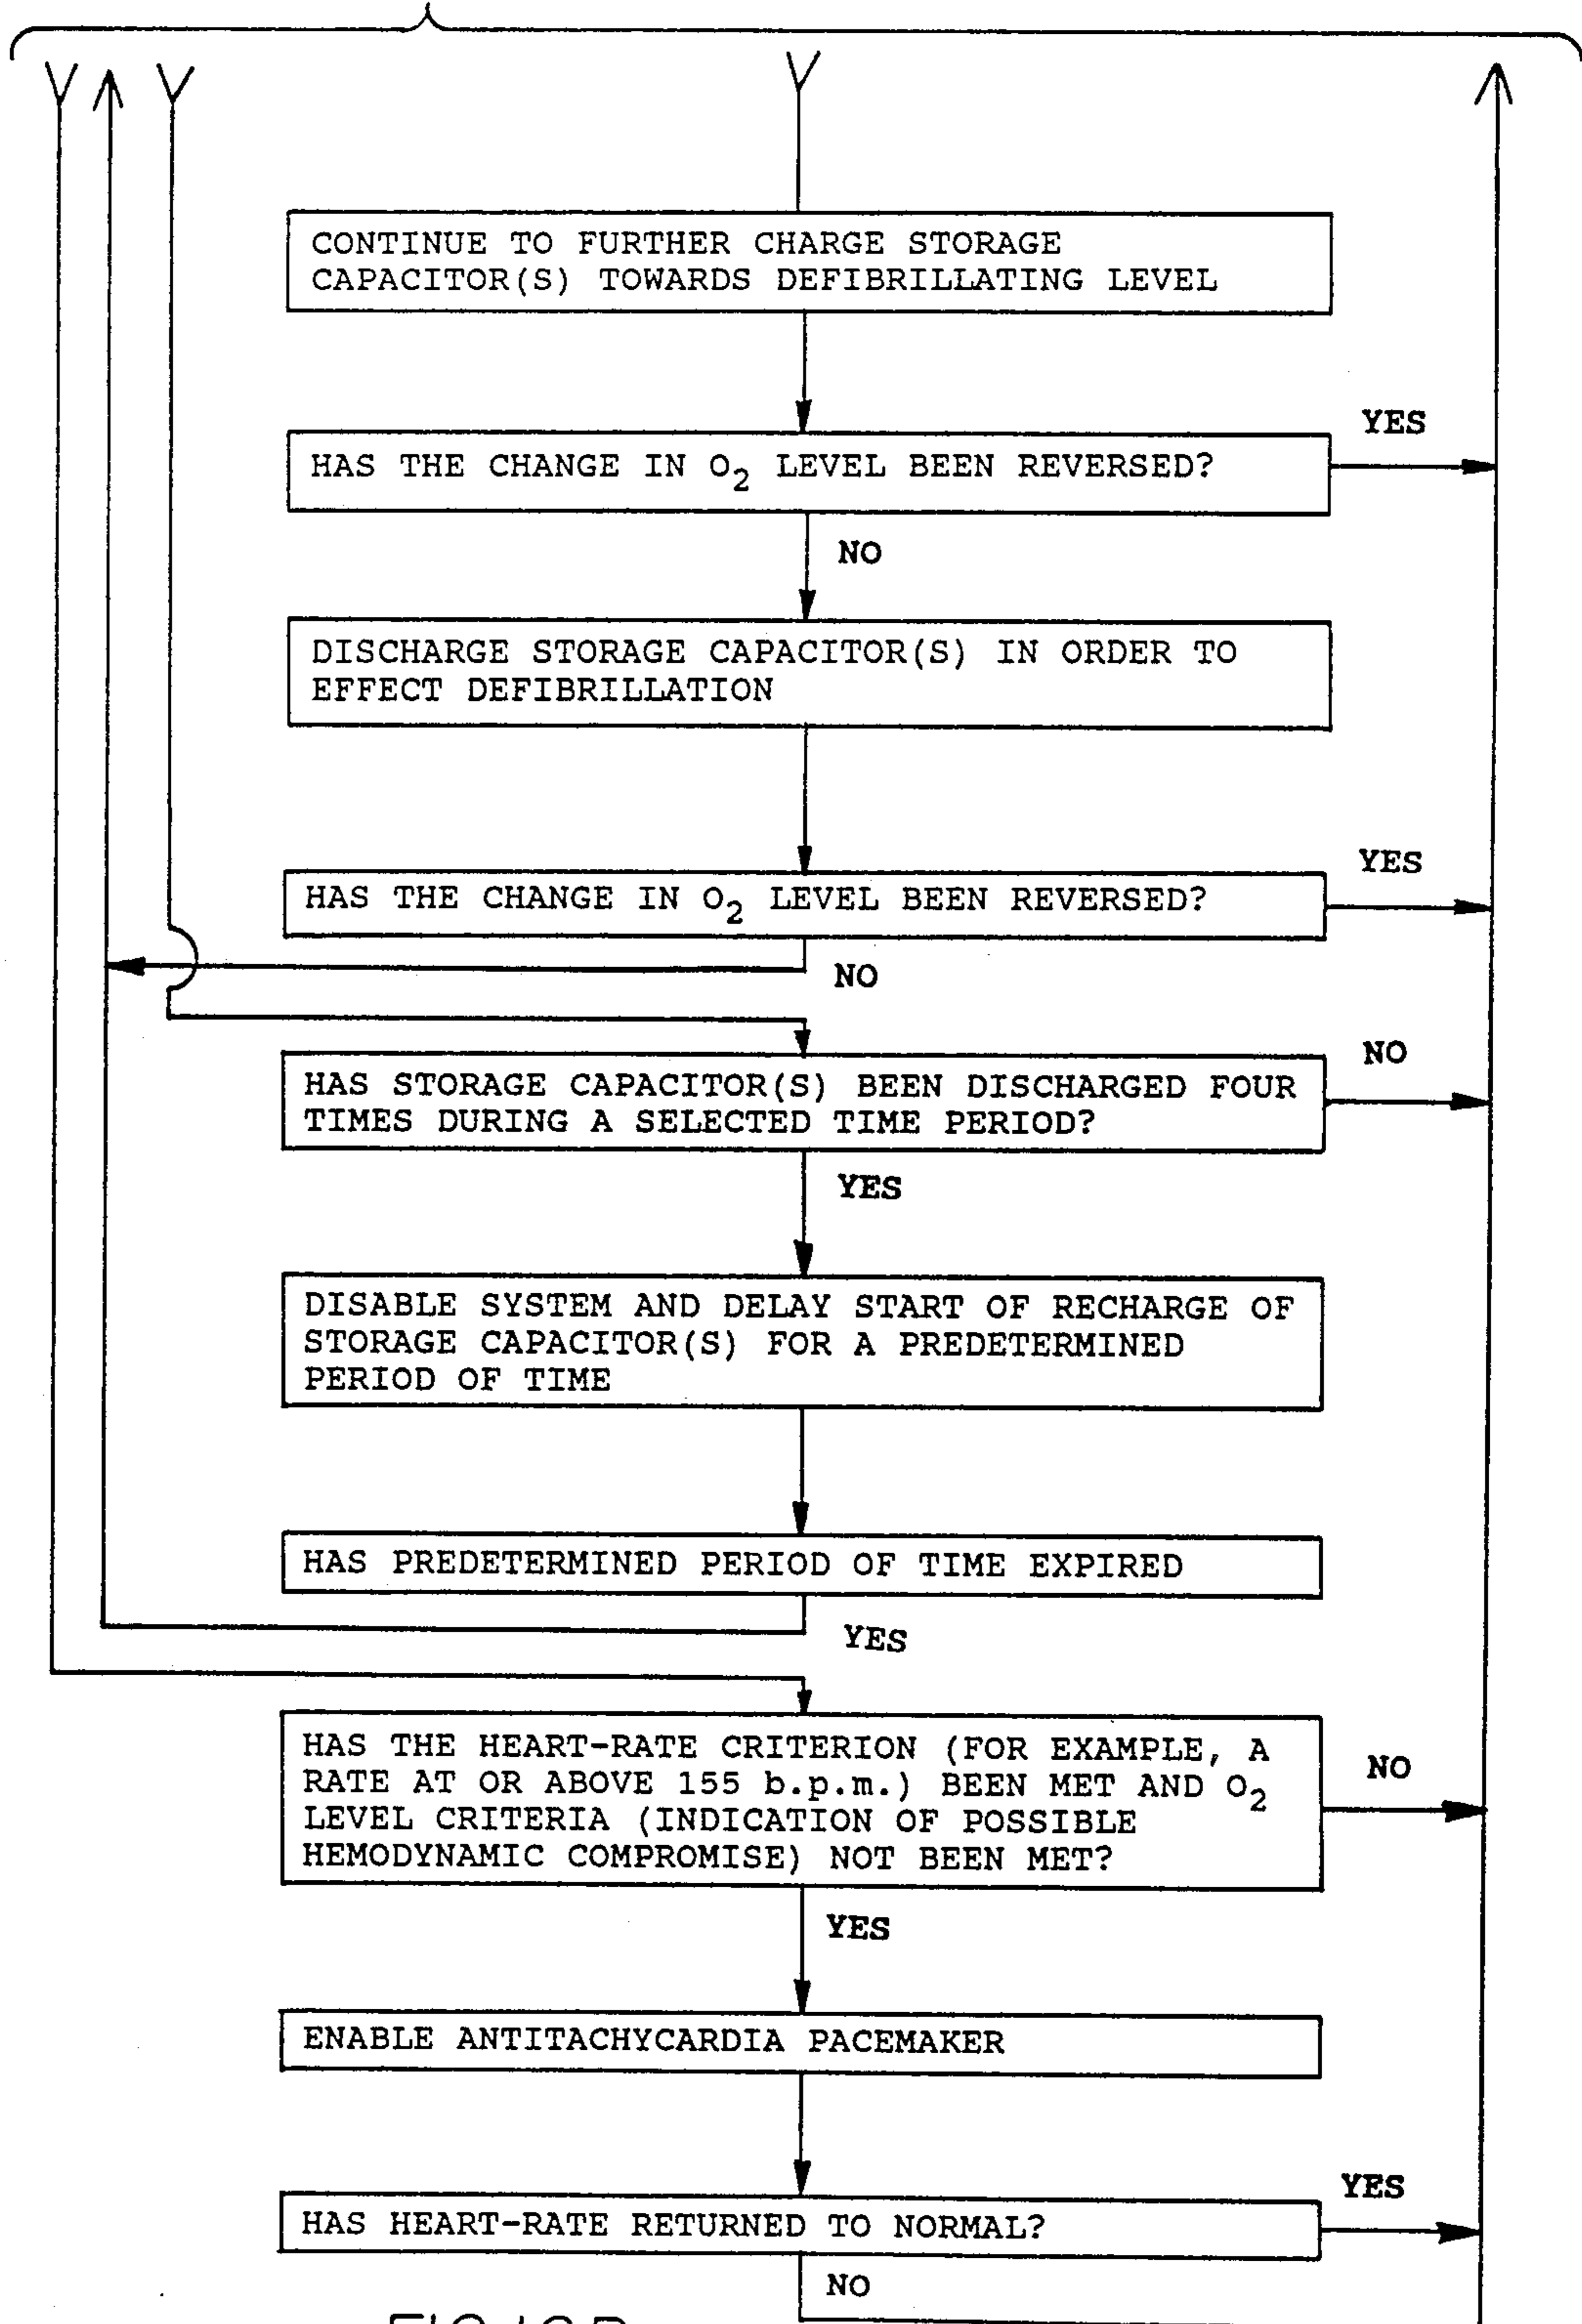 CONTINUE TO FURTHER CHARGE STORAGE
CAPACITOR(S) TOWARDS DEFIBRILLATING LEVEL
YES
HAS THE CHANGE IN O2 LEVEL BEEN REVERSED?
NO
DISCHARGE STORAGE CAPACITOR(S) IN ORDER TO
EFFECT DEFIBRILLATION
YES
HAS THE CHANGE IN O2 LEVEL BEEN REVERSED?
NO
NO
HAS STORAGE CAPACITOR(S) BEEN DISCHARGED FOUR
TIMES DURING A SELECTED TIME PERIOD?
YES
DISABLE SYSTEM AND DELAY START OF RECHARGE OF
STORAGE CAPACITOR(S) FOR A PREDETERMINED
PERIOD OF TIME
HAS PREDETERMINED PERIOD OF TIME EXPIRED
YES
HAS THE HEART-RATE CRITERION (FOR EXAMPLE, A
RATE AT OR ABOVE 155 b.p.m.) BEEN MET AND O2
LEVEL CRITERIA (INDICATION OF POSSIBLE
HEMODYNAMIC COMPROMISE) NOT BEEN MET?
NO
YES
ENABLE ANTITACHYCARDIA PACEMAKER
YES
HAS HEART-RATE RETURNED TO NORMAL?
NO